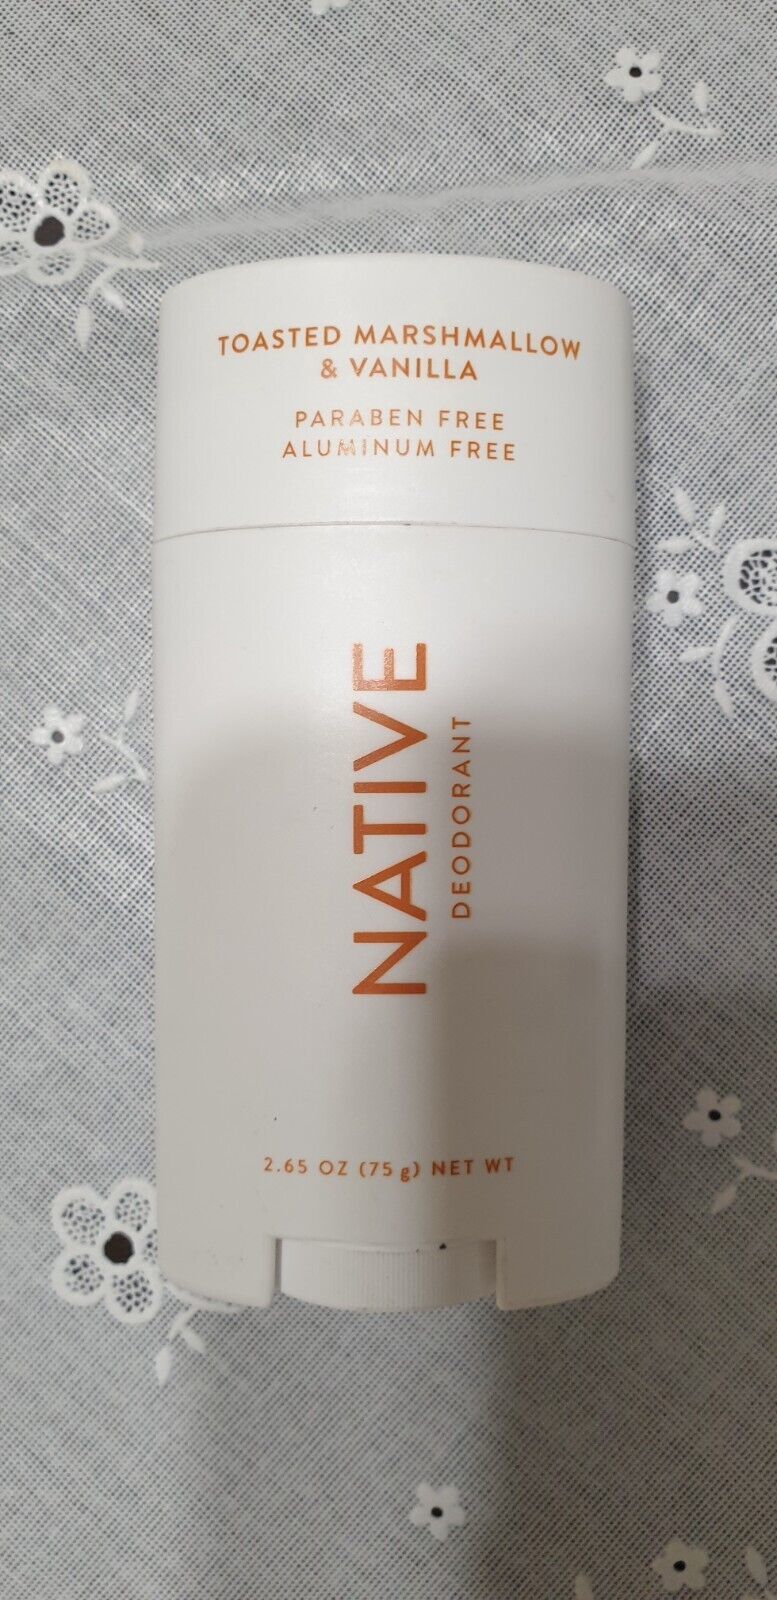 TOASTED MARSHMALLOW
& VANILLA
PARABEN FREE
ALUMINUM FREE
NATIVE
DEODORANT
2.65 OZ (75 g) NET WT